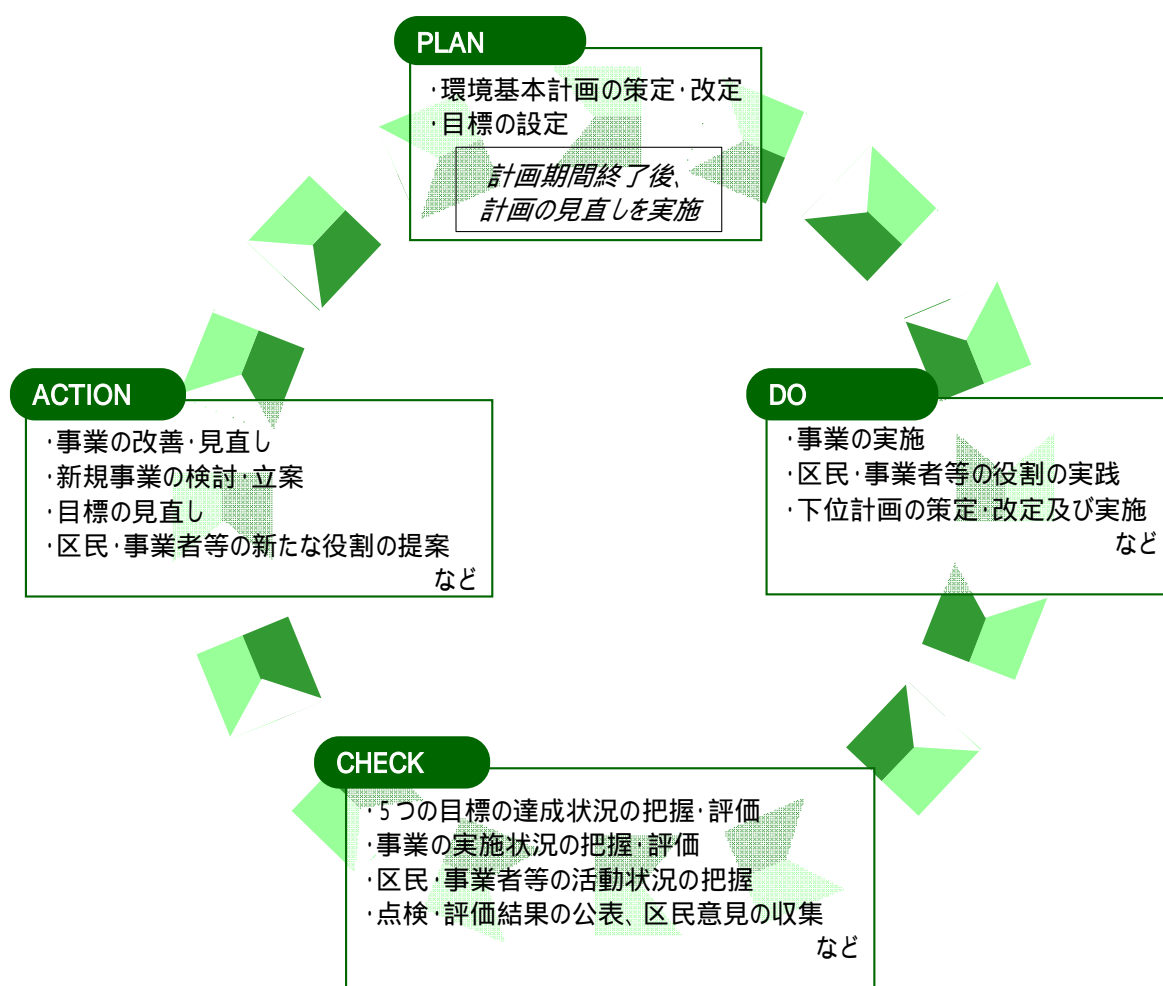 PLAN
・環境基本計画の策定・改定
・目標の設定
計画期間終了後、
計画の見直しを実施
DO
・事業の実施
・区民・事業者等の役割の実践
・下位計画の策定・改定及び実施
など
CHECK
・5つの目標の達成状況の把握・評価
・事業の実施状況の把握・評価
・区民・事業者等の活動状況の把握
・点検・評価結果の公表、区民意見の収集
など
ACTION
・事業の改善・見直し
・新規事業の検討・立案
・目標の見直し
・区民・事業者等の新たな役割の提案
など